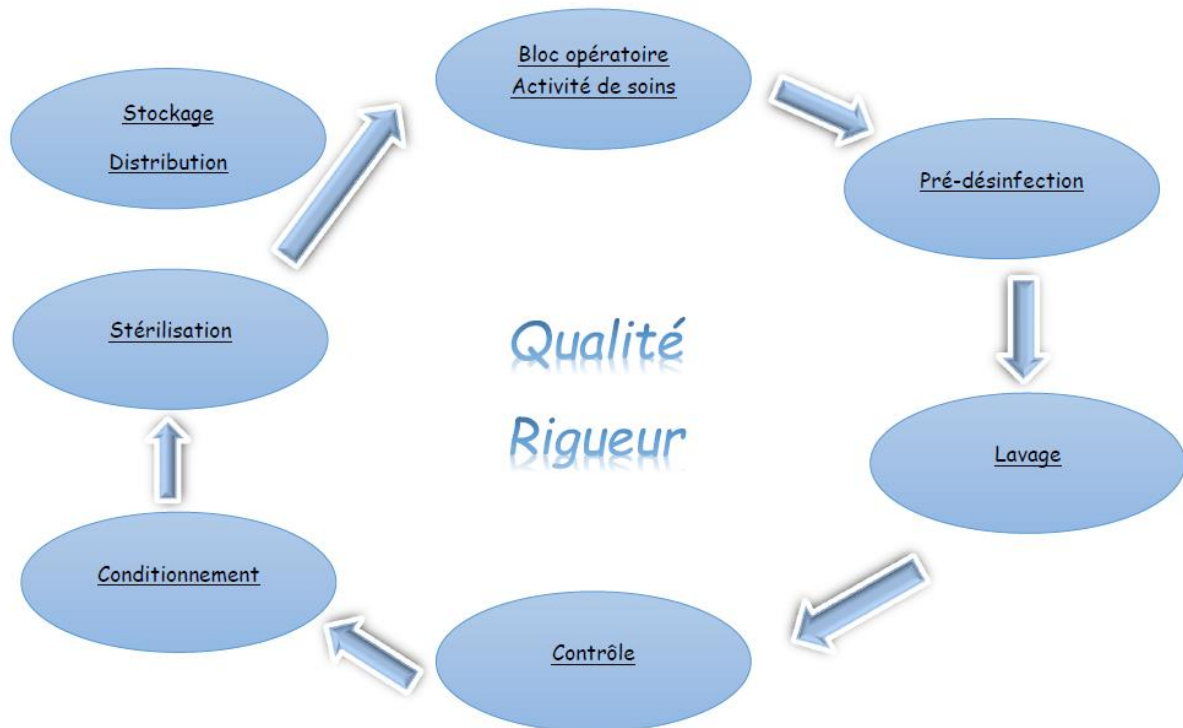 Bloc opératoire
Activité de soins
Pré-désinfection
Lavage
Contrôle
Conditionnement
Stérilisation
Stockage
Distribution
Qualité
Rigueur